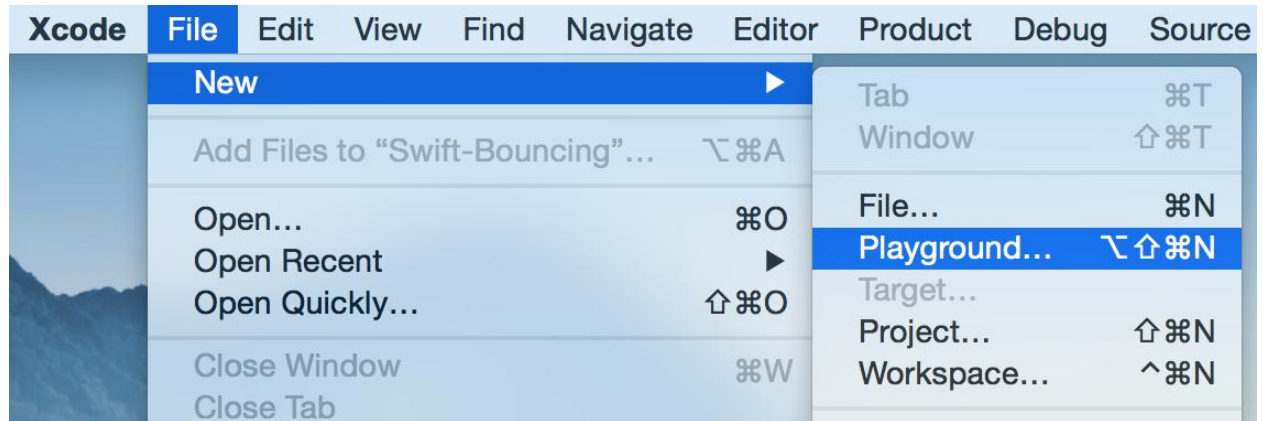 Xcode File Edit View Find Navigate Editor Product Debug Source
New ▶
Add Files to “Swift-Bouncing”... ⌥⌘A
Open... ⌘O
Open Recent ▶
Open Quickly... ⇧⌘O
Close Window ⌘W
Close Tab
Tab ⌘T
Window ⇧⌘T
File... ⌘N
Playground... ⌥⇧⌘N
Target...
Project... ⇧⌘N
Workspace... ^⌘N